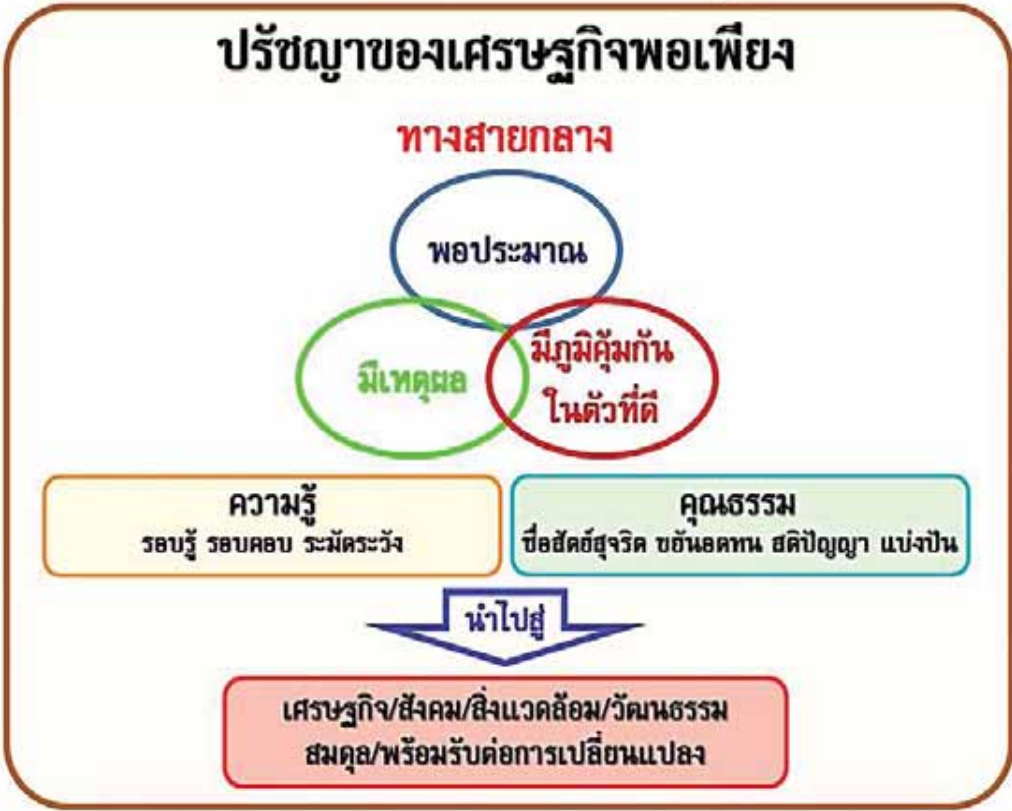 ปรัชญาของเศรษฐกิจพอเพียง
ทางสายกลาง
พอประมาณ
มีเหตุผล
มีภูมิคุ้มกัน
ในตัวที่ดี
ความรู้
รอบรู้ รอบคอบ ระมัดระวัง
คุณธรรม
ซื่อสัตย์สุจริต ขยันอดทน สติปัญญา แบ่งปัน
นำไปสู่
เศรษฐกิจ/สังคม/สิ่งแวดล้อม/วัฒนธรรม
สมดุล/พร้อมรับต่อการเปลี่ยนแปลง